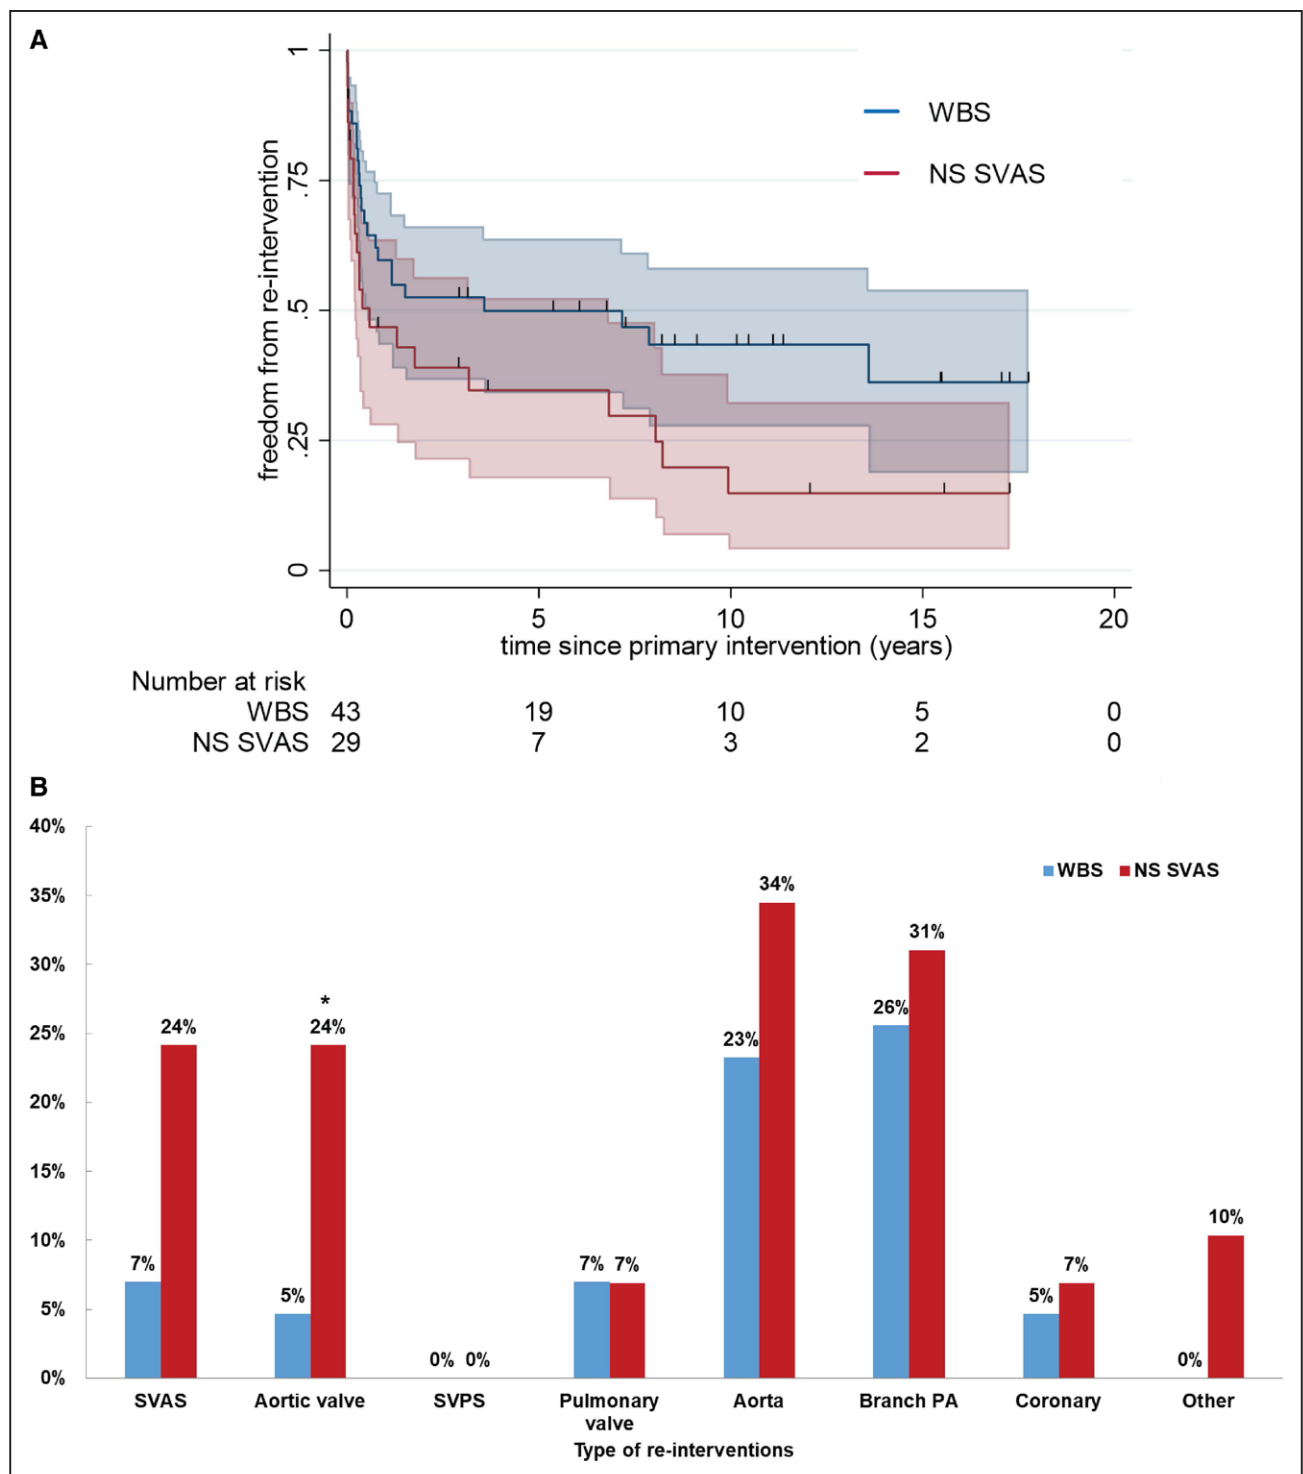 A
1
.75
.5
.25
0
freedom from re-intervention
WBS
NS SVAS
0 5 10 15 20
time since primary intervention (years)
Number at risk
WBS 43 19 10 5 0
NS SVAS 29 7 3 2 0
B
40%
35%
30%
25%
20%
15%
10%
5%
0%
WBS NS SVAS
7% 24%
5% 24%
*
0% 0%
7% 7%
23% 34%
26% 31%
5% 7%
0% 10%
SVAS Aortic valve SVPS Pulmonary valve Aorta Branch PA Coronary Other
Type of re-interventions